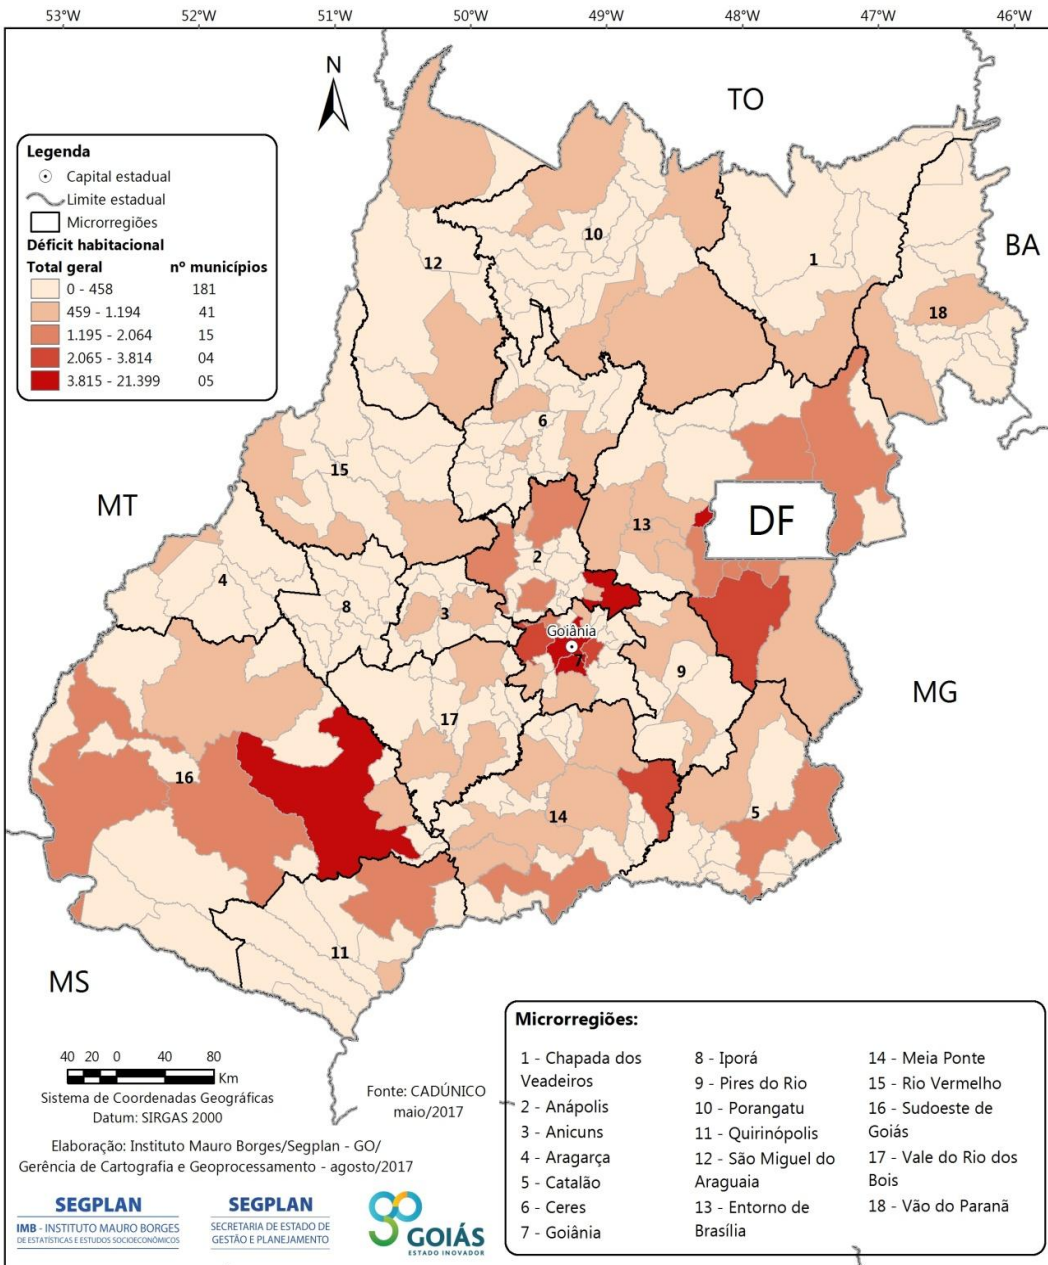 53°W 52°W 51°W 50°W 49°W 48°W 47°W 46°W
N
TO
Legenda
Capital estadual
Limite estadual
Microrregiões
Déficit habitacional
Total geral nº municípios
0 - 458 181
459 - 1.194 41
1.195 - 2.064 15
2.065 - 3.814 04
3.815 - 21.399 05
10
BA
12
1
18
6
15
MT
DF
13
2
4
8
3
Goiânia
7
9
MG
17
16
14
5
11
MS
40 20 0 40 80
Km
Sistema de Coordenadas Geográficas
Datum: SIRGAS 2000
Fonte: CADÚNICO
maio/2017
Elaboração: Instituto Mauro Borges/Segplan - GO/
Gerência de Cartografia e Geoprocessamento - agosto/2017
SEGPLAN
IMB - INSTITUTO MAURO BORGES
DE ESTATÍSTICAS E ESTUDOS SOCIOECONÔMICOS
SEGPLAN
SECRETARIA DE ESTADO DE
GESTÃO E PLANEJAMENTO
GOIÁS
ESTADO INOVADOR
Microrregiões:
1 - Chapada dos
Veadeiros
2 - Anápolis
3 - Anicuns
4 - Aragarça
5 - Catalão
6 - Ceres
7 - Goiânia
8 - Iporá
9 - Pires do Rio
10 - Porangatu
11 - Quirinópolis
12 - São Miguel do
Araguaia
13 - Entorno de
Brasília
14 - Meia Ponte
15 - Rio Vermelho
16 - Sudoeste de
Goiás
17 - Vale do Rio dos
Bois
18 - Vão do Paranã